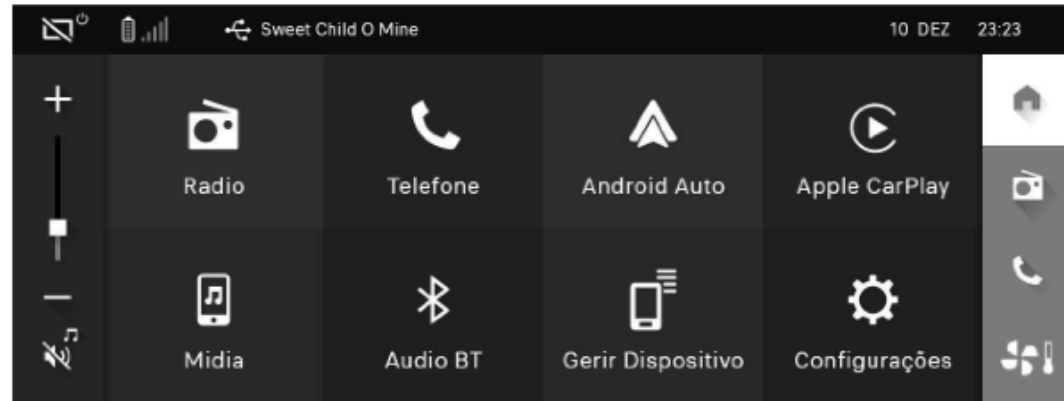 Sweet Child O Mine 10 DEZ 23:23
Radio Telefone Android Auto Apple CarPlay
Midia Audio BT Gerir Dispositivo Configurações